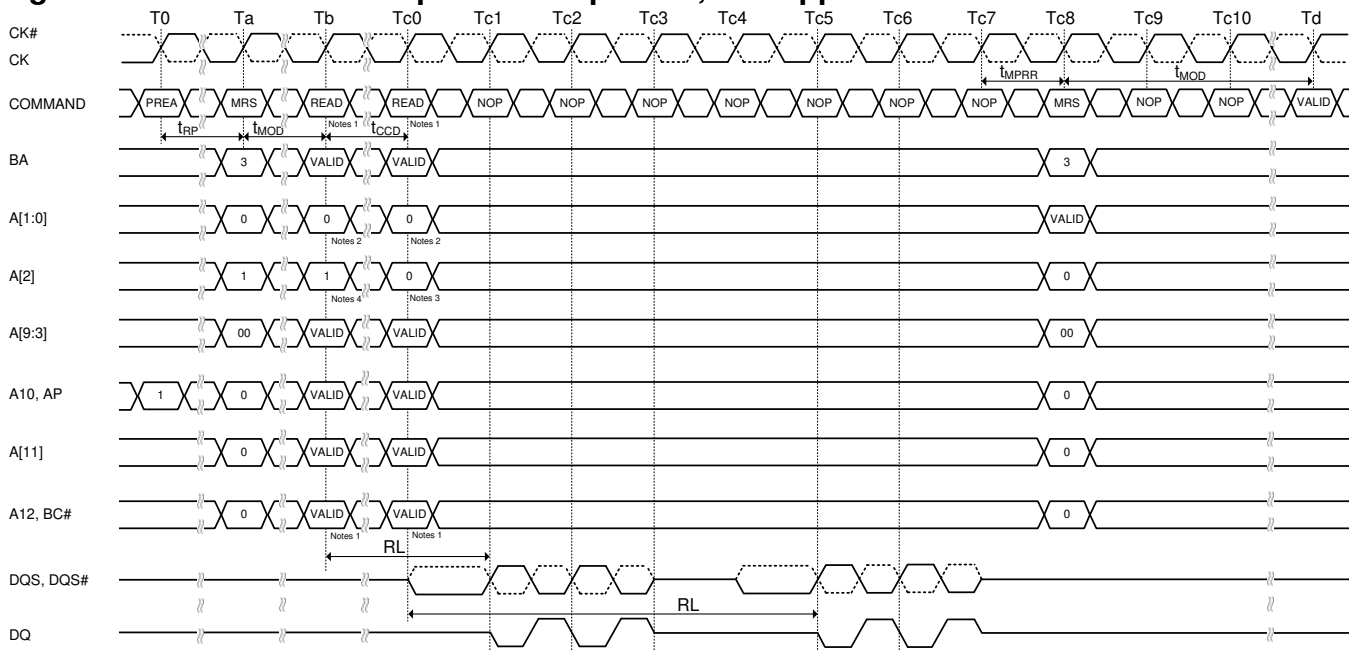 T0 Ta Tb Tc0 Tc1 Tc2 Tc3 Tc4 Tc5 Tc6 Tc7 Tc8 Tc9 Tc10 Td
CK#
CK
tMPRR tMOD
COMMAND PREA MRS READ READ NOP NOP NOP NOP NOP NOP NOP MRS NOP NOP VALID
Notes 1 Notes 1
tRP tMOD tCCD
BA 3 VALID VALID 3
A[1:0] 0 0 0 VALID
Notes 2 Notes 2
A[2] 1 1 0 0
Notes 4 Notes 3
A[9:3] 00 VALID VALID 00
A10, AP 1 0 VALID VALID 0
A[11] 0 VALID VALID 0
A12, BC# 0 VALID VALID 0
Notes 1 Notes 1
RL
DQS, DQS#
RL
DQ